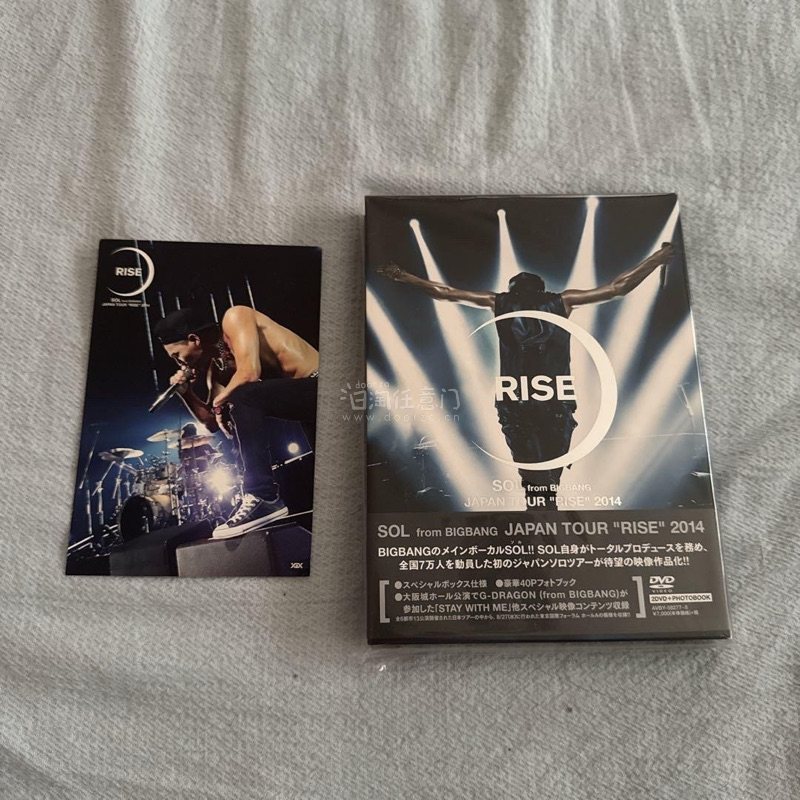 RISE
SOL from BIGBANG
JAPAN TOUR "RISE" 2014
YGEX
汩淘任意门
RISE
SOL from BIGBANG
JAPAN TOUR "RISE" 2014
SOL from BIGBANG JAPAN TOUR "RISE" 2014
BIGBANGのメインボーカルSOL!! SOL自身がトータルプロデュースを務め、
全国7万人を動員した初のジャパンソロツアーが待望の映像作品化!!
●スペシャルボックス仕様 ●豪華40Pフォトブック
●大阪城ホール公演でG-DRAGON (from BIGBANG)が
参加した「STAY WITH ME」他スペシャル映像コンテンツ収録
DVD
VIDEO
2DVD+PHOTOBOOK